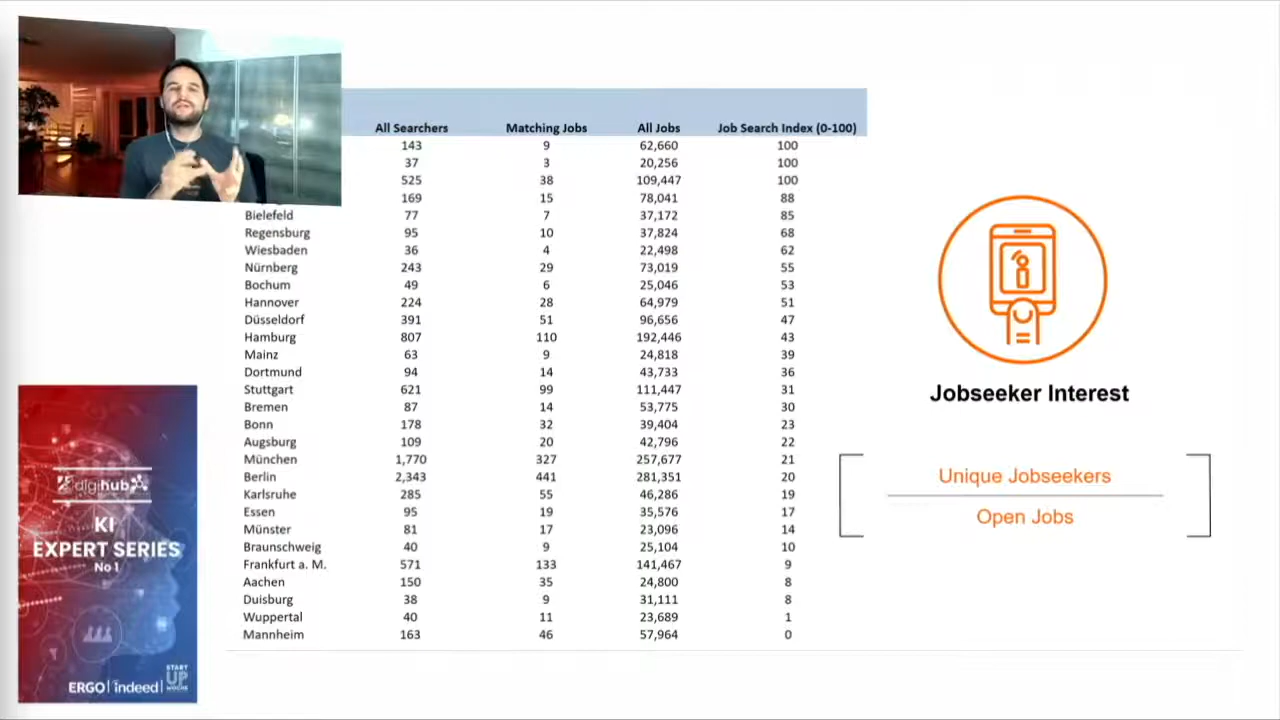 All Searchers Matching Jobs All Jobs Job Search Index (0-100)
143 9 62,660 100
37 3 20,256 100
525 38 109,447 100
169 15 78,041 88
Bielefeld 77 7 37,172 85
Regensburg 95 10 37,824 68
Wiesbaden 36 4 22,498 62
Nürnberg 243 29 73,019 55
Bochum 49 6 25,046 53
Hannover 224 28 64,979 51
Düsseldorf 391 51 96,656 47
Hamburg 807 110 192,446 43
Mainz 63 9 24,818 39
Dortmund 94 14 43,733 36
Stuttgart 621 99 111,447 31
Bremen 87 14 53,775 30
Bonn 178 32 39,404 23
Augsburg 109 20 42,796 22
München 1,770 327 257,677 21
Berlin 2,343 441 281,351 20
Karlsruhe 285 55 46,286 19
Essen 95 19 35,576 17
Münster 81 17 23,096 14
Braunschweig 40 9 25,104 10
Frankfurt a. M. 571 133 141,467 9
Aachen 150 35 24,800 8
Duisburg 38 9 31,111 8
Wuppertal 40 11 23,689 1
Mannheim 163 46 57,964 0
Jobseeker Interest
Unique Jobseekers
Open Jobs
digihub
KI
EXPERT SERIES
No 1
START
UP
WOCHE
ERGO | indeed |